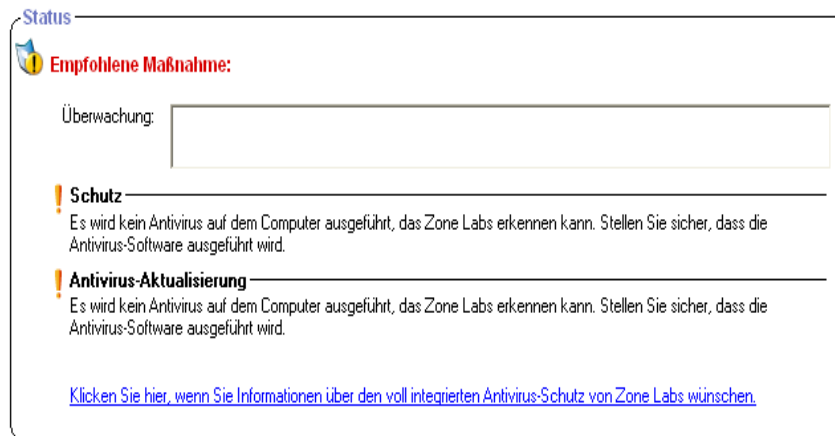 Status
Empfohlene Maßnahme:
Überwachung:
Schutz
Es wird kein Antivirus auf dem Computer ausgeführt, das Zone Labs erkennen kann. Stellen Sie sicher, dass die
Antivirus-Software ausgeführt wird.
Antivirus-Aktualisierung
Es wird kein Antivirus auf dem Computer ausgeführt, das Zone Labs erkennen kann. Stellen Sie sicher, dass die
Antivirus-Software ausgeführt wird.
Klicken Sie hier, wenn Sie Informationen über den voll integrierten Antivirus-Schutz von Zone Labs wünschen.